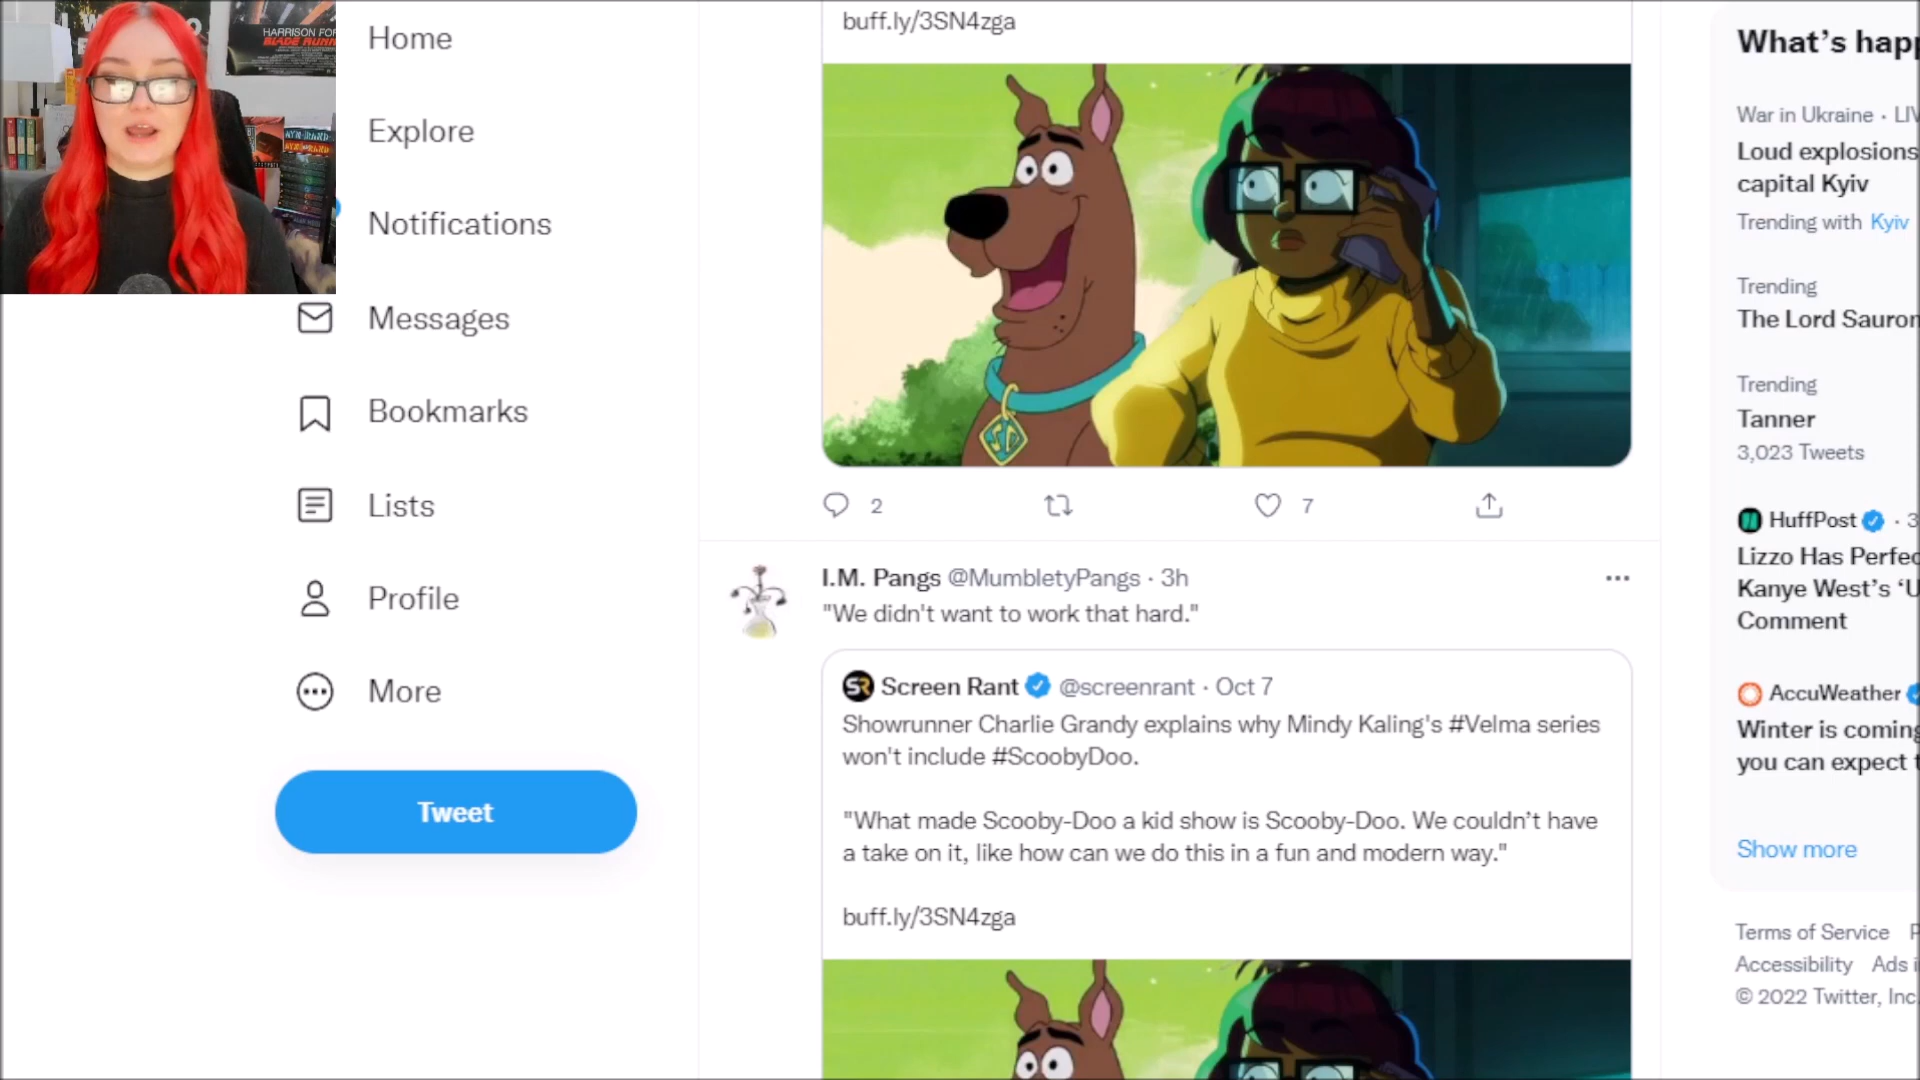 HARRISON FOR
Home
Explore
Notifications
Messages
Bookmarks
Lists
Profile
More
Tweet
buff.ly/3SN4zga
2
7
I.M. Pangs @MumbletyPangs · 3h
"We didn't want to work that hard."
Screen Rant @screenrant · Oct 7
Showrunner Charlie Grandy explains why Mindy Kaling's #Velma series
won't include #ScoobyDoo.
"What made Scooby-Doo a kid show is Scooby-Doo. We couldn’t have
a take on it, like how can we do this in a fun and modern way."
buff.ly/3SN4zga
What’s happ
War in Ukraine · LIV
Loud explosions
capital Kyiv
Trending with Kyiv
Trending
The Lord Sauron
Trending
Tanner
3,023 Tweets
HuffPost · 3
Lizzo Has Perfec
Kanye West’s ‘U
Comment
AccuWeather
Winter is coming
you can expect t
Show more
Terms of Service P
Accessibility Ads i
© 2022 Twitter, Inc.